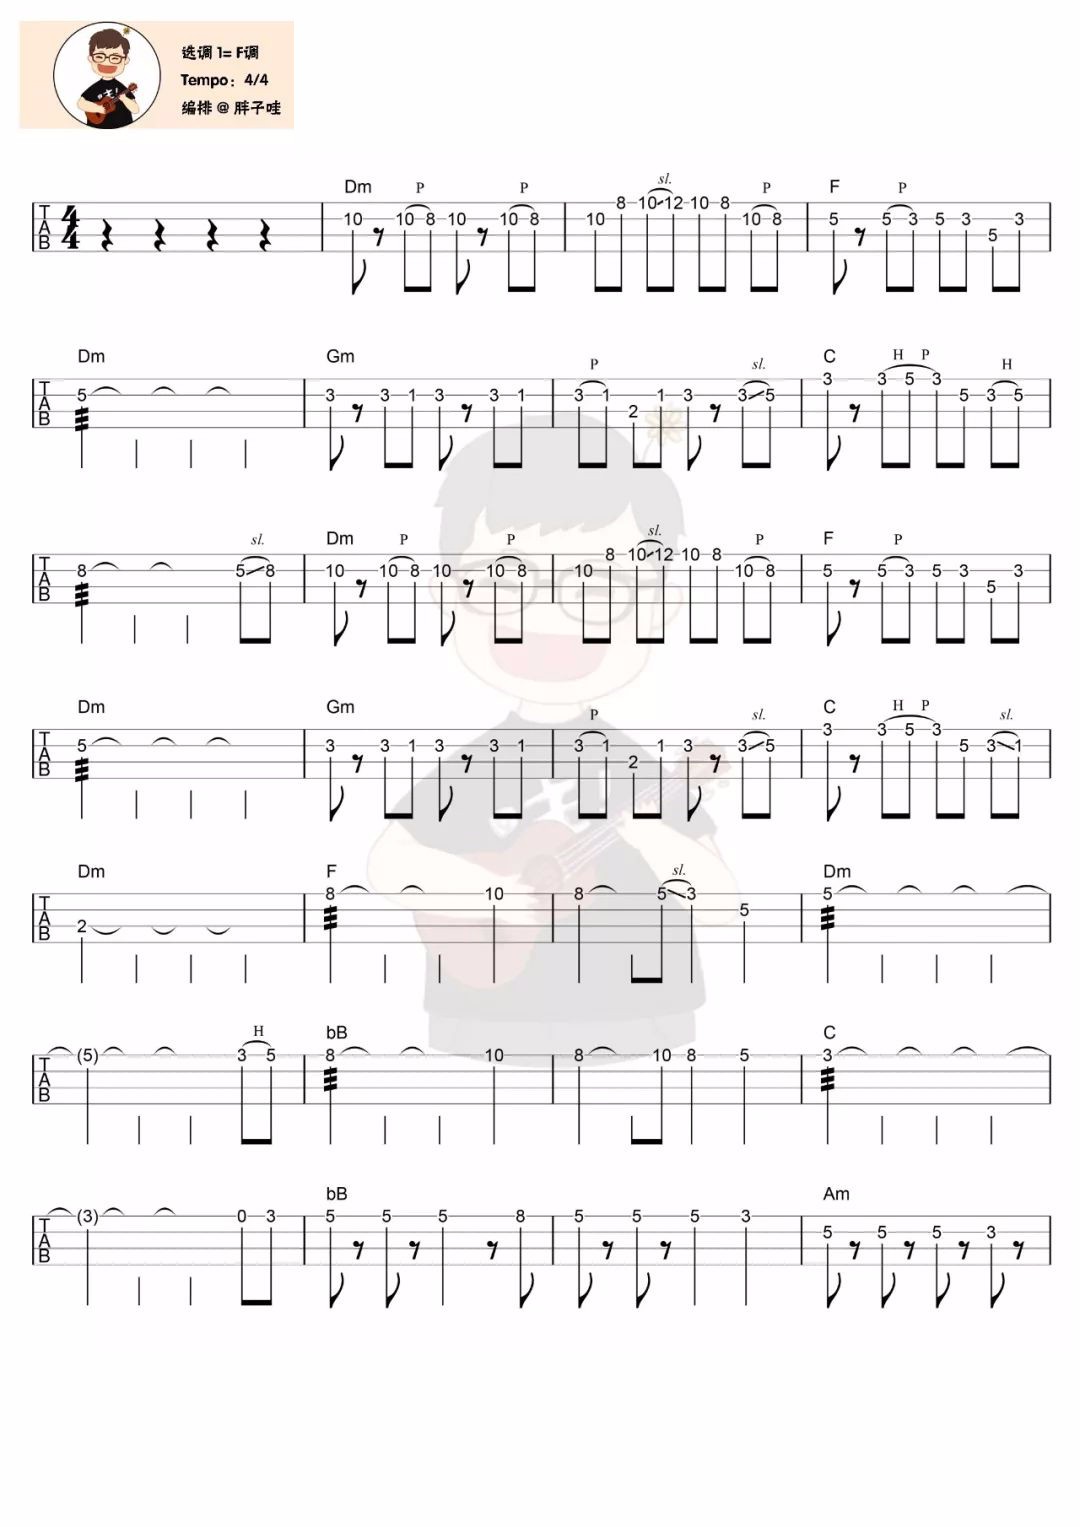 选调 1= F调
Tempo：4/4
编排 @ 胖子哇
Dm P P sl. P F P
T A B 4/4 10 10 8 10 10 8 10 8 10 12 10 8 10 8 5 5 3 5 3 5 3
Dm Gm P sl. C H P H
T A B 5 3 3 1 3 3 1 3 1 2 1 3 3 5 3 3 5 3 5 3 5
sl. Dm P P sl. P F P
T A B 8 5 8 10 10 8 10 10 8 10 8 10 12 10 8 10 8 5 5 3 5 3 5 3
Dm Gm P sl. C H P sl.
T A B 5 3 3 1 3 3 1 3 1 2 1 3 3 5 3 3 5 3 5 3 1
Dm F sl. Dm
T A B 2 8 10 8 5 3 5 5
H bB C
T A B (5) 3 5 8 10 8 10 8 5 3
bB Am
T A B (3) 0 3 5 5 5 8 5 5 5 3 5 5 5 3